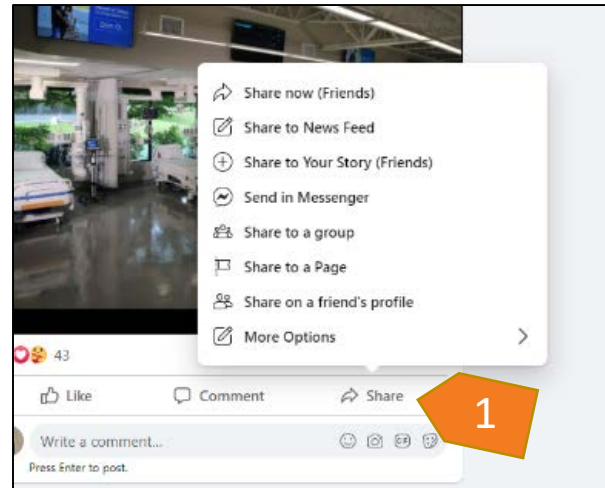 Share now (Friends)
Share to News Feed
Share to Your Story (Friends)
Send in Messenger
Share to a group
Share to a Page
Share on a friend's profile
More Options
43
Like Comment Share
1
Write a comment...
GIF
Press Enter to post.